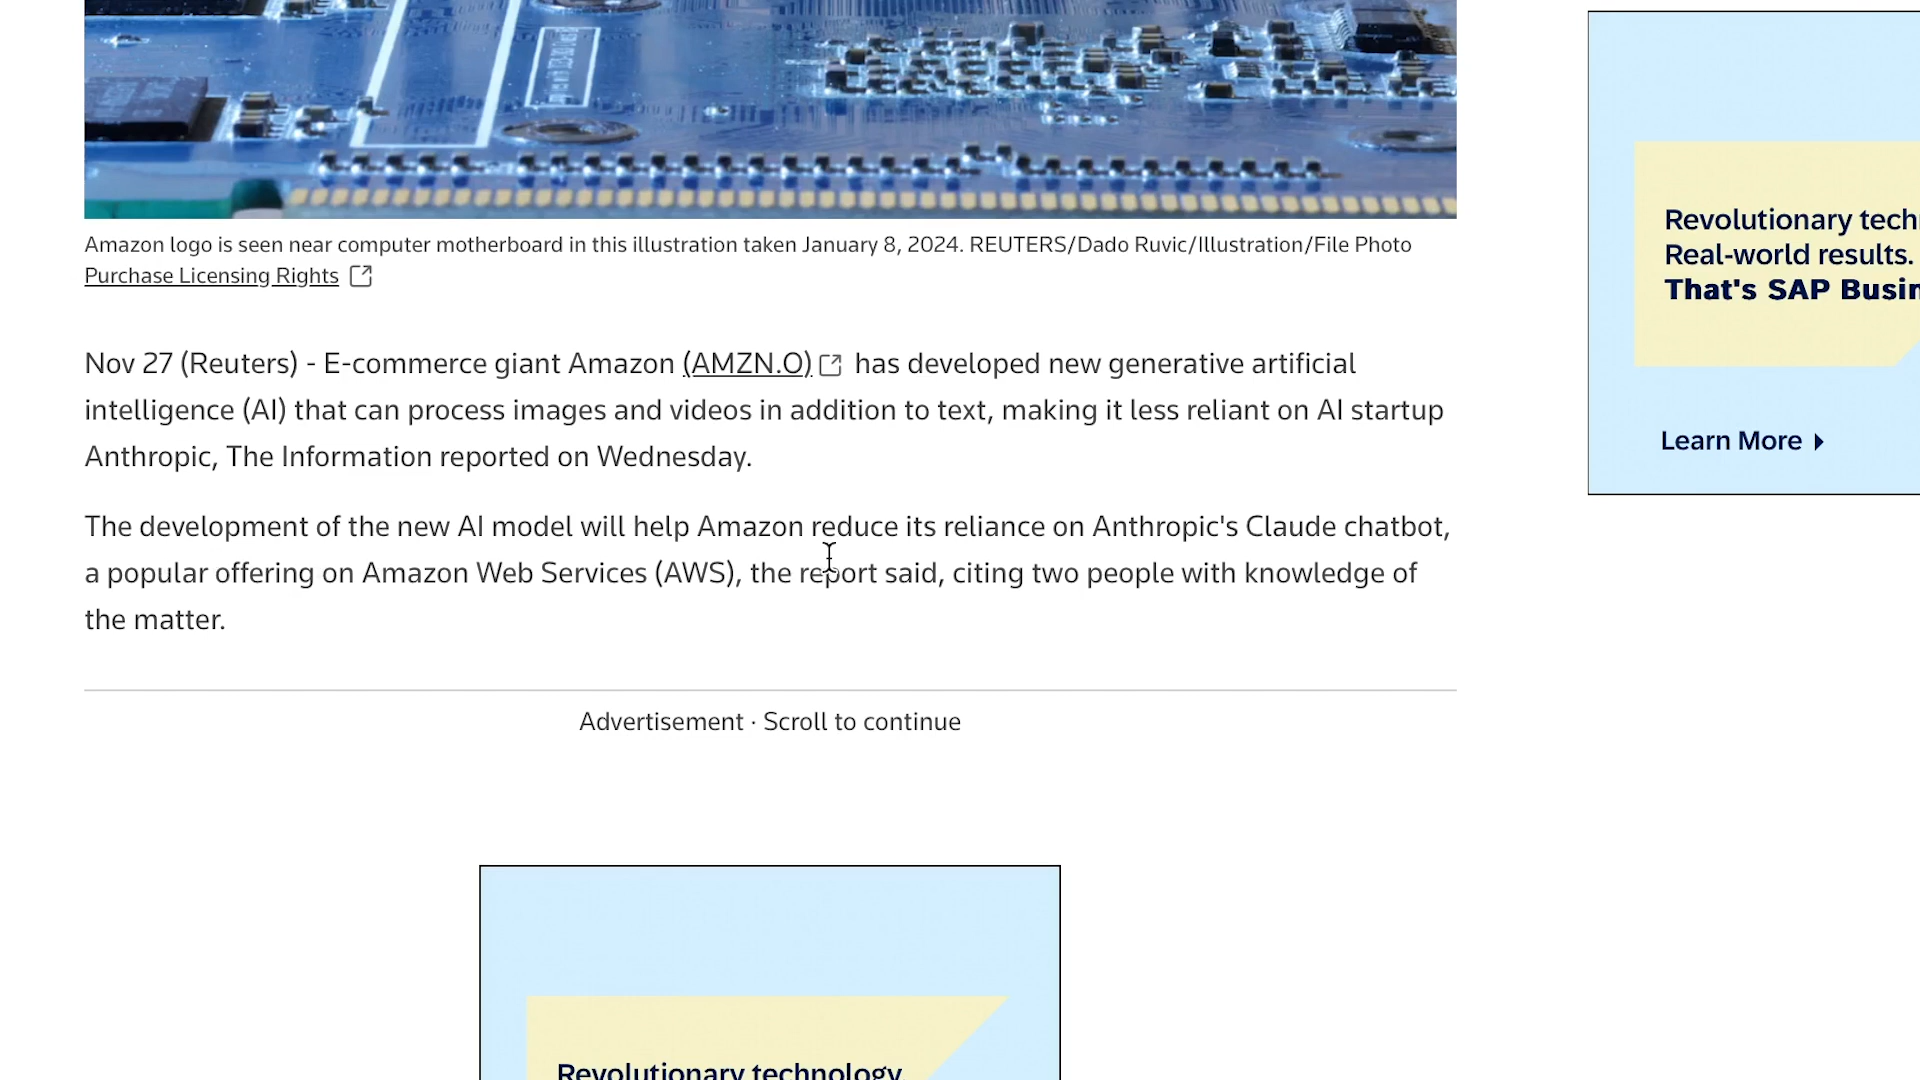 Amazon logo is seen near computer motherboard in this illustration taken January 8, 2024. REUTERS/Dado Ruvic/Illustration/File Photo
Purchase Licensing Rights
Nov 27 (Reuters) - E-commerce giant Amazon (AMZN.O) has developed new generative artificial
intelligence (AI) that can process images and videos in addition to text, making it less reliant on AI startup
Anthropic, The Information reported on Wednesday.
The development of the new AI model will help Amazon reduce its reliance on Anthropic's Claude chatbot,
a popular offering on Amazon Web Services (AWS), the report said, citing two people with knowledge of
the matter.
Advertisement · Scroll to continue
Revolutionary technology.
Revolutionary tech
Real-world results.
That's SAP Busin
Learn More